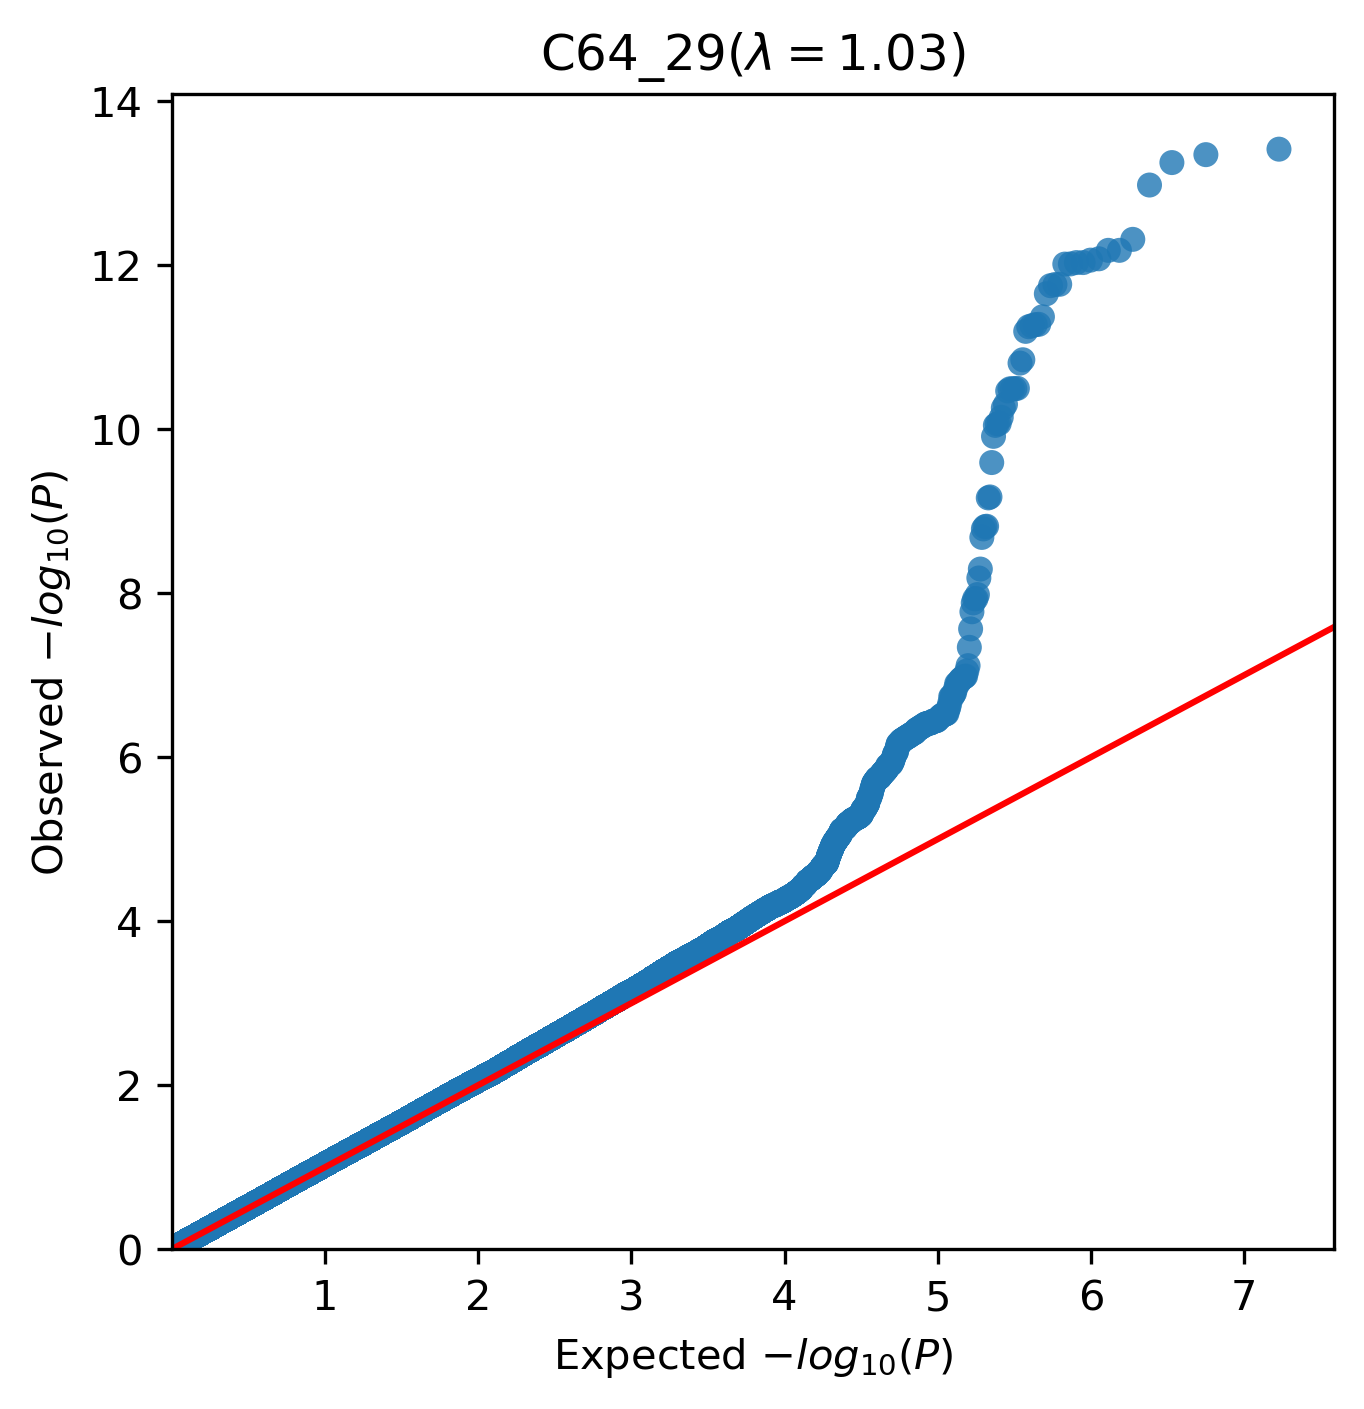 C64_29(λ = 1.03)
14
12
10
8
6
4
2
0
Observed −log₁₀(P)
1 2 3 4 5 6 7
Expected −log₁₀(P)